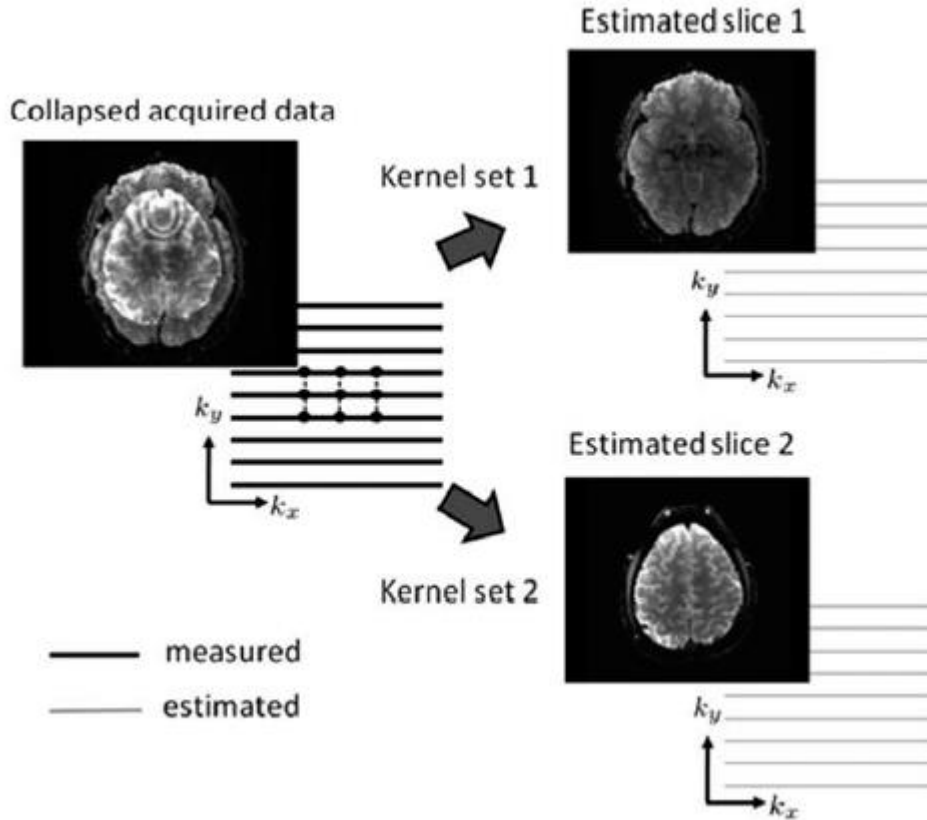 Estimated slice 1
Collapsed acquired data
Kernel set 1
k_y
k_x
k_y
k_x
Estimated slice 2
Kernel set 2
measured
estimated
k_y
k_x